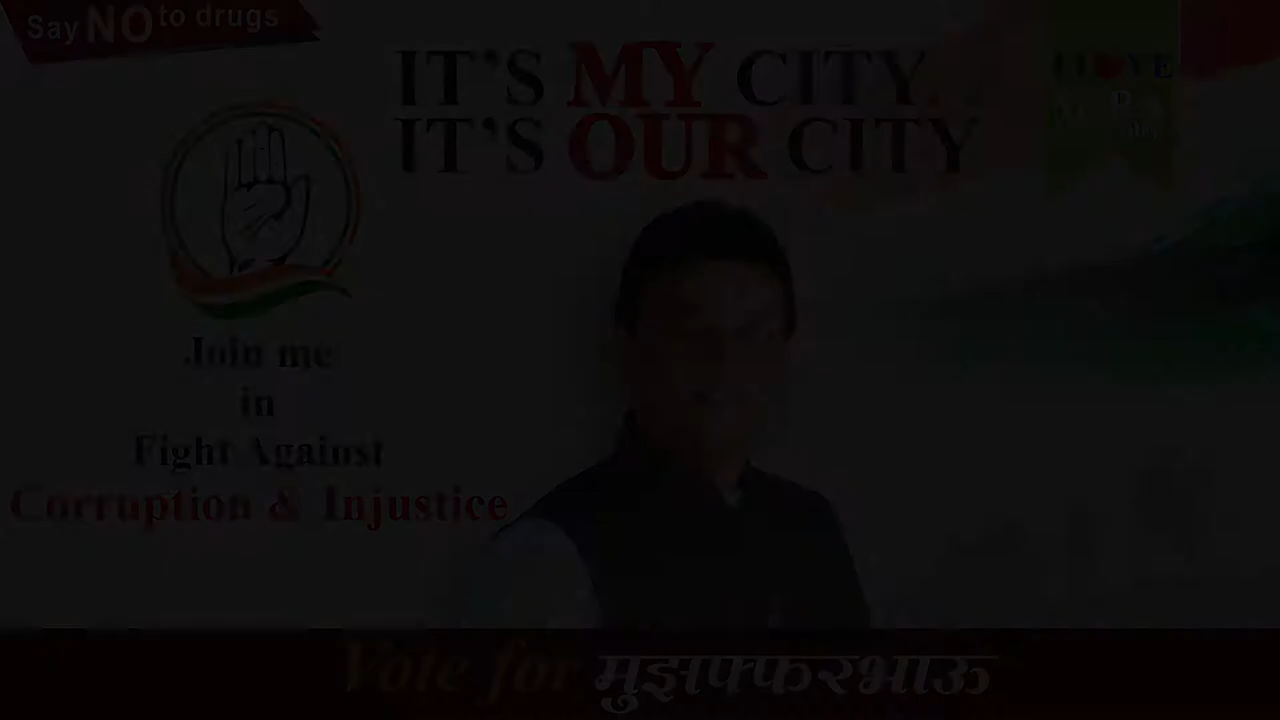 Say NO to drugs
IT'S MY CITY
IT'S OUR CITY
Join me
in
Fight Against
Corruption & Injustice
Vote for मुझफ्फरभाऊ